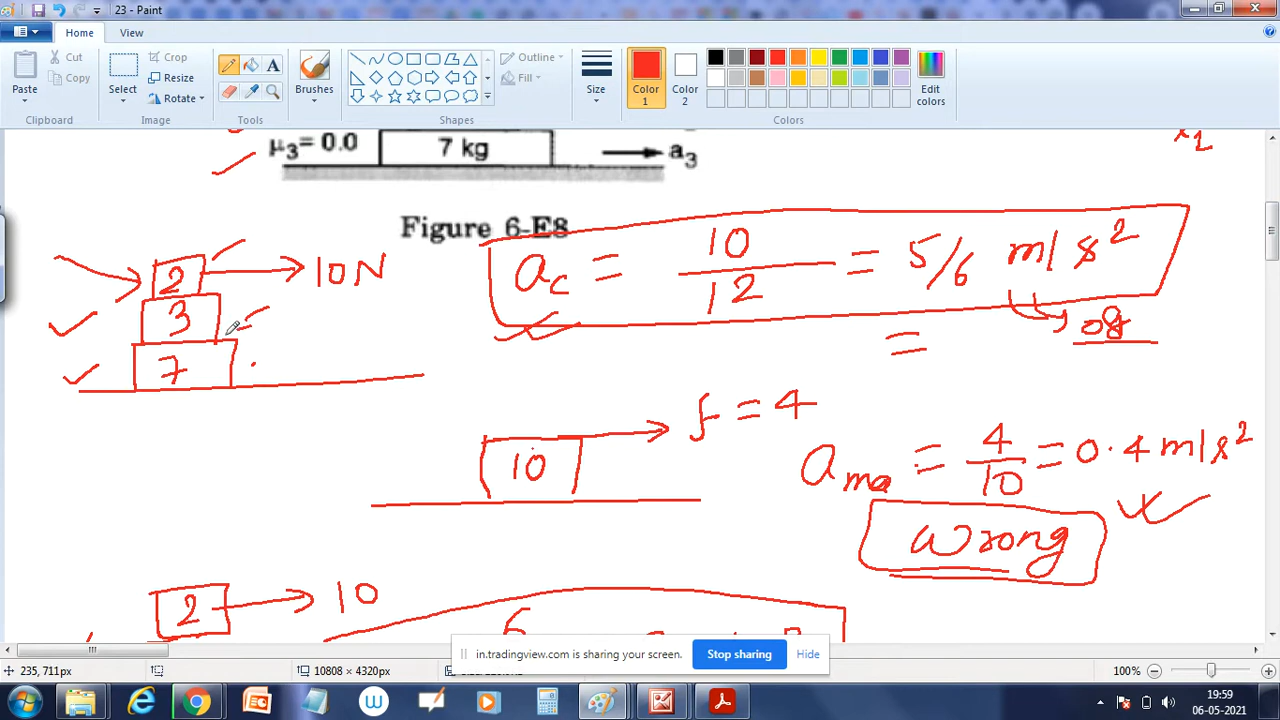 23 - Paint
Home
View
Paste
Cut
Copy
Select
Crop
Resize
Rotate
Brushes
Outline
Fill
Size
Color 1
Color 2
Edit colors
Clipboard
Image
Tools
Shapes
Colors
μ3 = 0.0
7 kg
a3
Figure 6-E8
2
10N
3
7
ac = 10/12 = 5/6 m/s²
=
10
f = 4
= 4/10 = 0.4 m/s²
wrong
2
10
6
in.tradingview.com is sharing your screen.
Stop sharing
Hide
235, 711px
10808 × 4320px
100%
19:59
06-05-2021